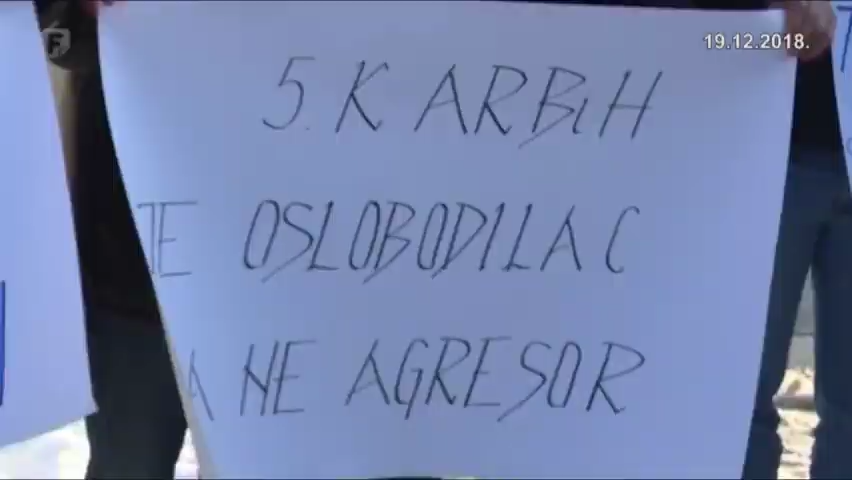 19.12.2018.
5. K ARBiH
JE OSLOBODILAC
A NE AGRESOR